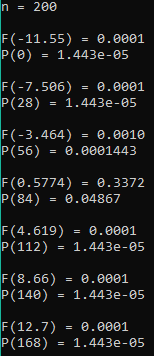 n = 200
F(-11.55) = 0.0001
P(0) = 1.443e-05
F(-7.506) = 0.0001
P(28) = 1.443e-05
F(-3.464) = 0.0010
P(56) = 0.0001443
F(0.5774) = 0.3372
P(84) = 0.04867
F(4.619) = 0.0001
P(112) = 1.443e-05
F(8.66) = 0.0001
P(140) = 1.443e-05
F(12.7) = 0.0001
P(168) = 1.443e-05